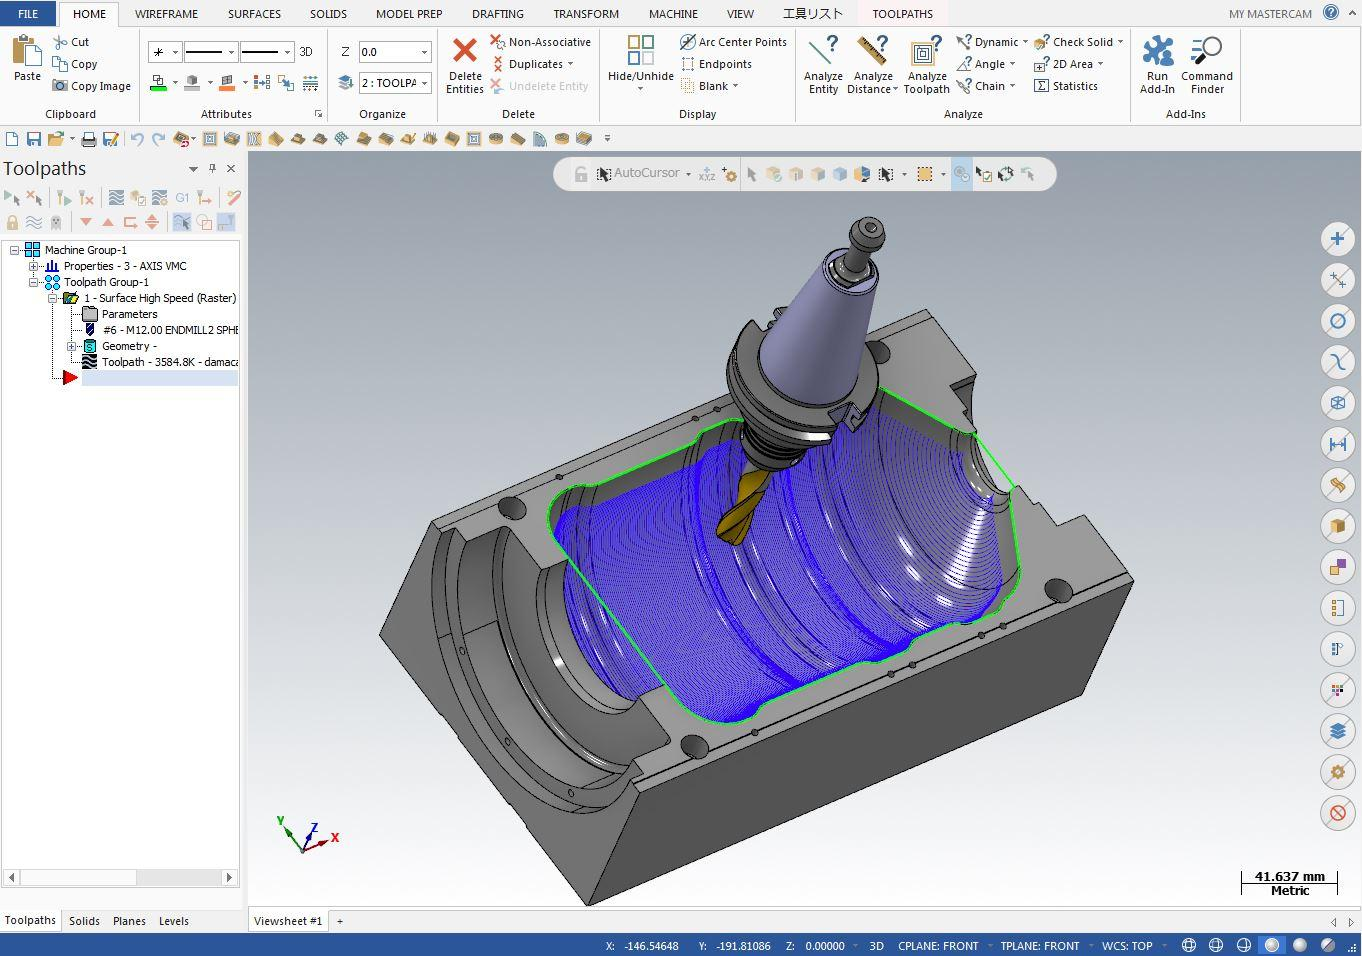 FILE HOME WIREFRAME SURFACES SOLIDS MODEL PREP DRAFTING TRANSFORM MACHINE VIEW 工具リスト TOOLPATHS MY MASTERCAM
Paste
Cut
Copy
Copy Image
Clipboard
3D
Attributes
Z 0.0
2 : TOOLPA
Organize
Delete Entities
Non-Associative
Duplicates
Undelete Entity
Delete
Hide/Unhide
Arc Center Points
Endpoints
Blank
Display
Analyze Entity
Analyze Distance
Analyze Toolpath
Dynamic
Angle
Chain
Check Solid
2D Area
Statistics
Analyze
Run Add-In
Command Finder
Add-Ins
Toolpaths
G1
Machine Group-1
Properties - 3 - AXIS VMC
Toolpath Group-1
1 - Surface High Speed (Raster)
Parameters
#6 - M12.00 ENDMILL2 SPHE
Geometry -
Toolpath - 3584.8K - damaca
AutoCursor
XYZ
Y Z X
41.637 mm
Metric
Toolpaths Solids Planes Levels
Viewsheet #1 +
X: -146.54648 Y: -191.81086 Z: 0.00000 3D CPLANE: FRONT TPLANE: FRONT WCS: TOP